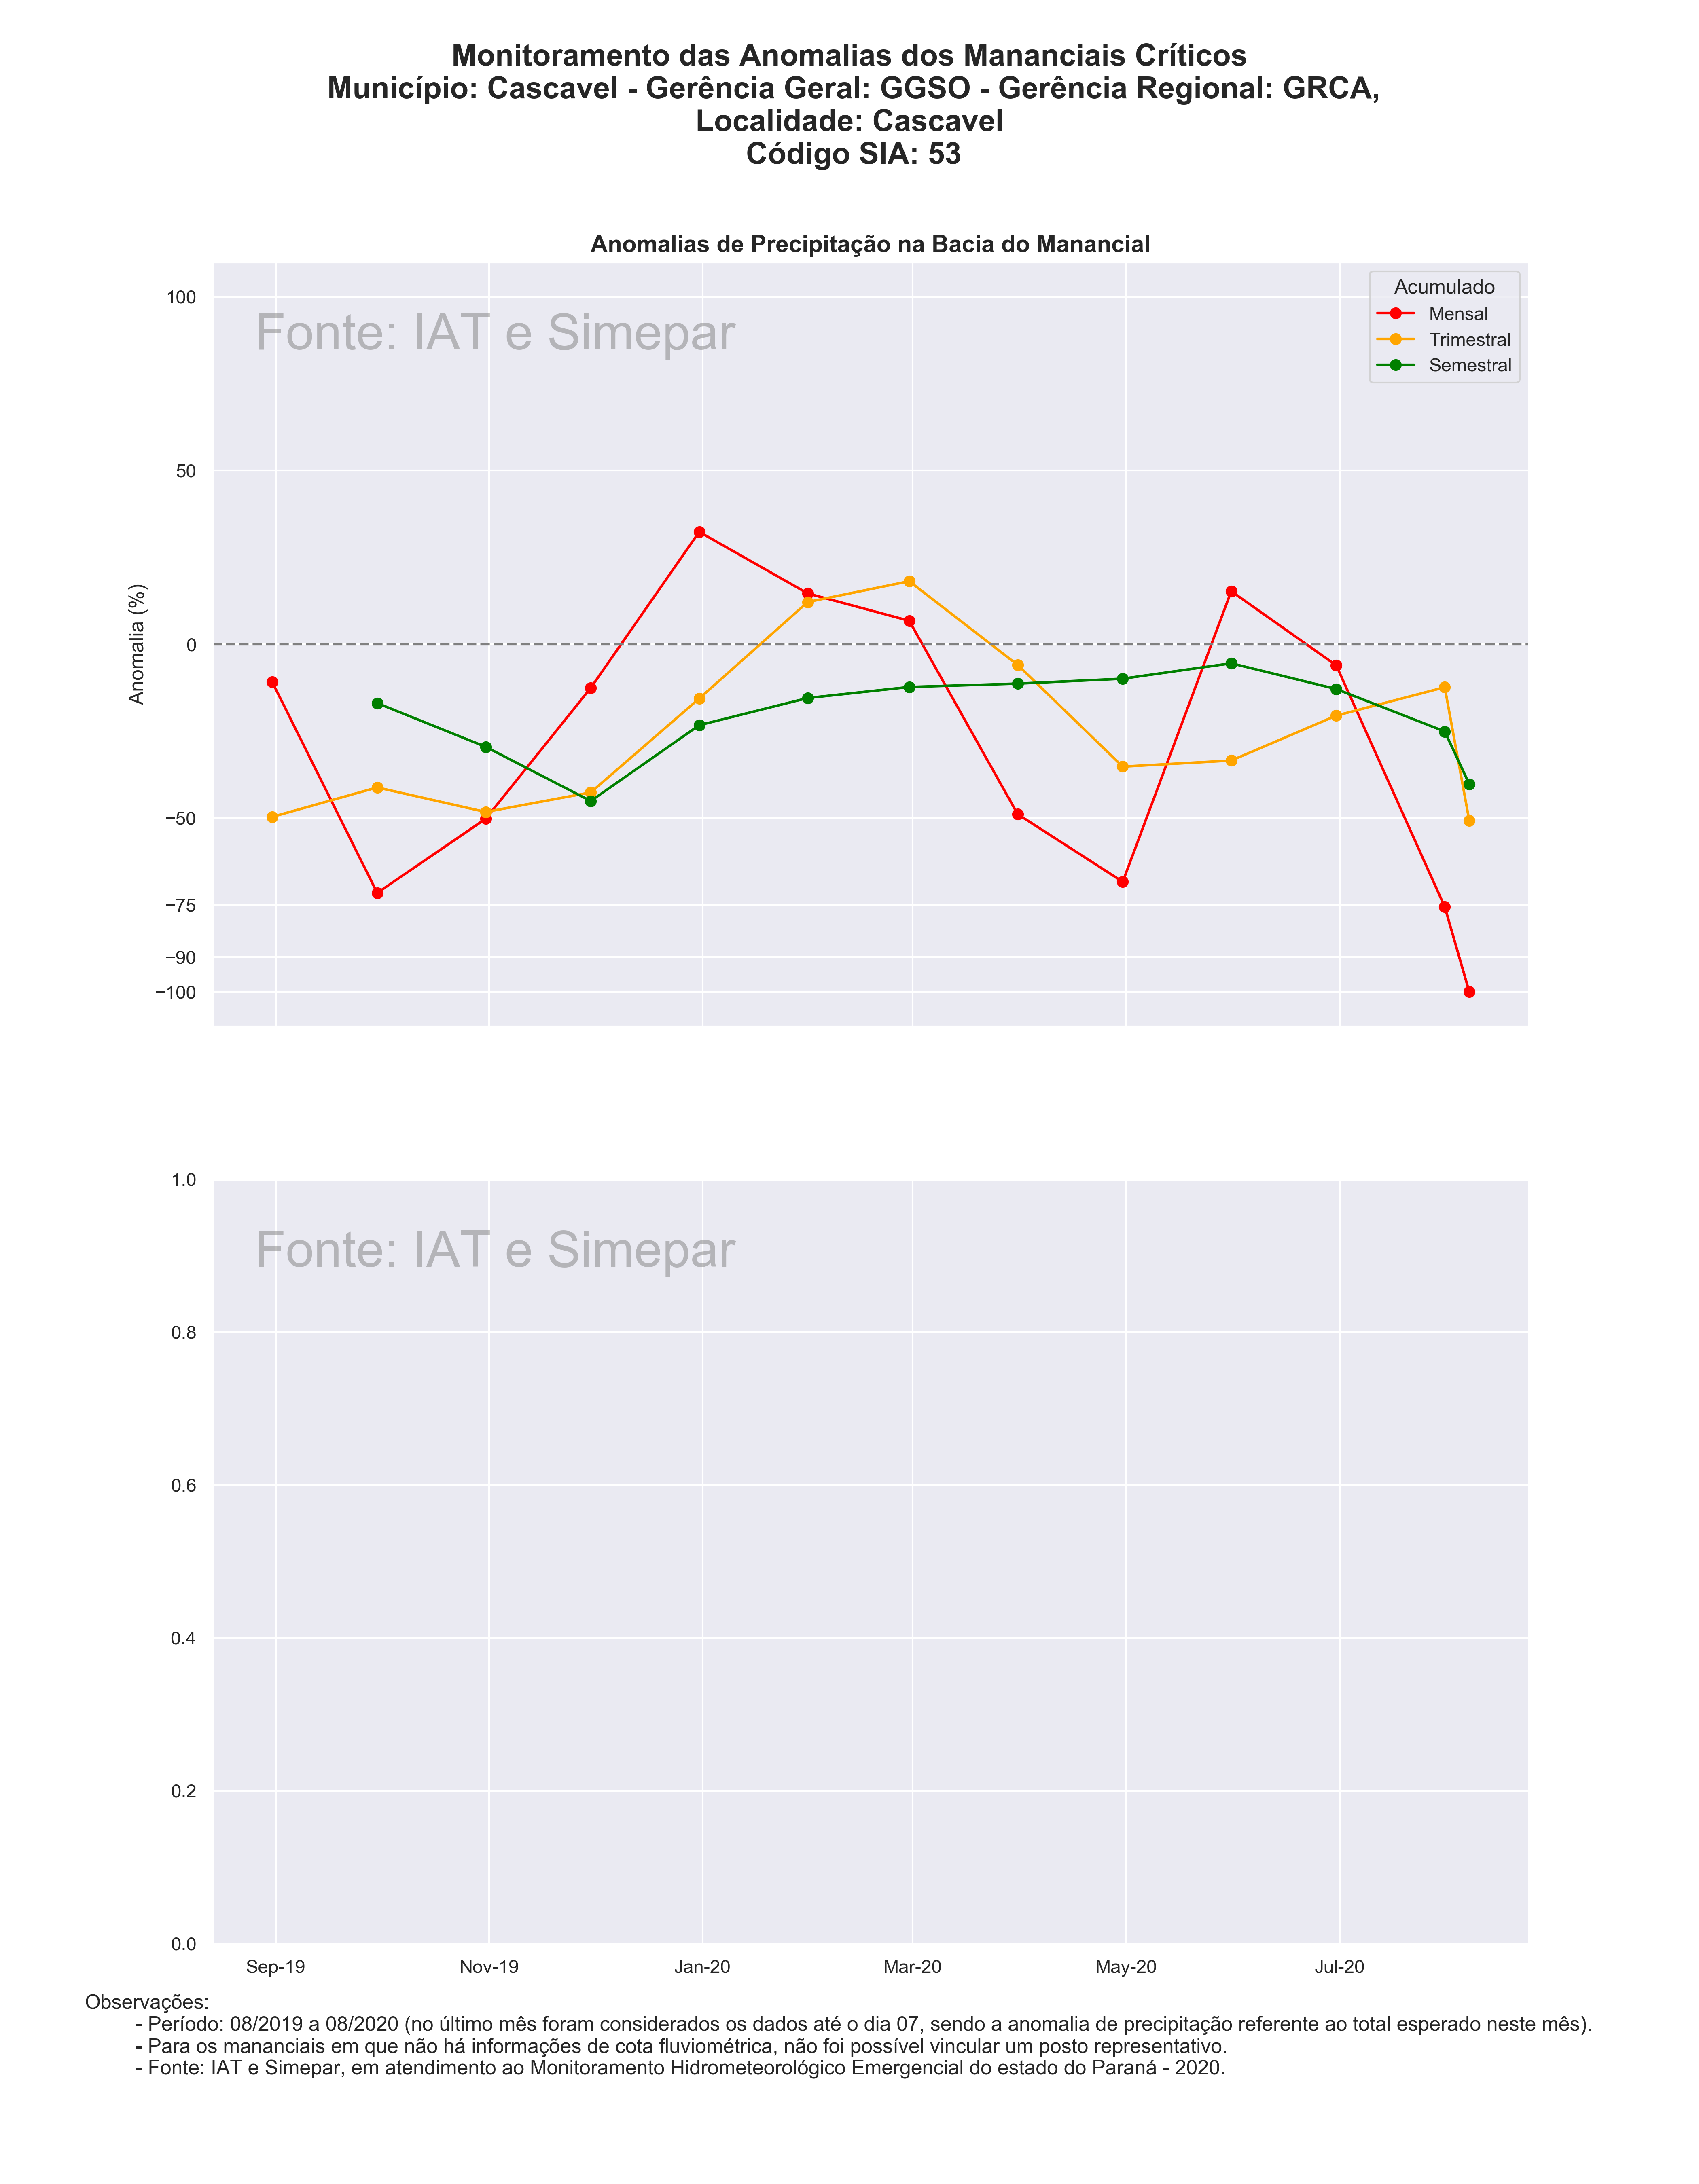 Monitoramento das Anomalias dos Mananciais Críticos
Município: Cascavel - Gerência Geral: GGSO - Gerência Regional: GRCA,
Localidade: Cascavel
Código SIA: 53
Anomalias de Precipitação na Bacia do Manancial
Fonte: IAT e Simepar
Acumulado
Mensal
Trimestral
Semestral
Anomalia (%)
100
50
0
−50
−75
−90
−100
Fonte: IAT e Simepar
1.0
0.8
0.6
0.4
0.2
0.0
Sep-19 Nov-19 Jan-20 Mar-20 May-20 Jul-20
Observações:
- Período: 08/2019 a 08/2020 (no último mês foram considerados os dados até o dia 07, sendo a anomalia de precipitação referente ao total esperado neste mês).
- Para os mananciais em que não há informações de cota fluviométrica, não foi possível vincular um posto representativo.
- Fonte: IAT e Simepar, em atendimento ao Monitoramento Hidrometeorológico Emergencial do estado do Paraná - 2020.